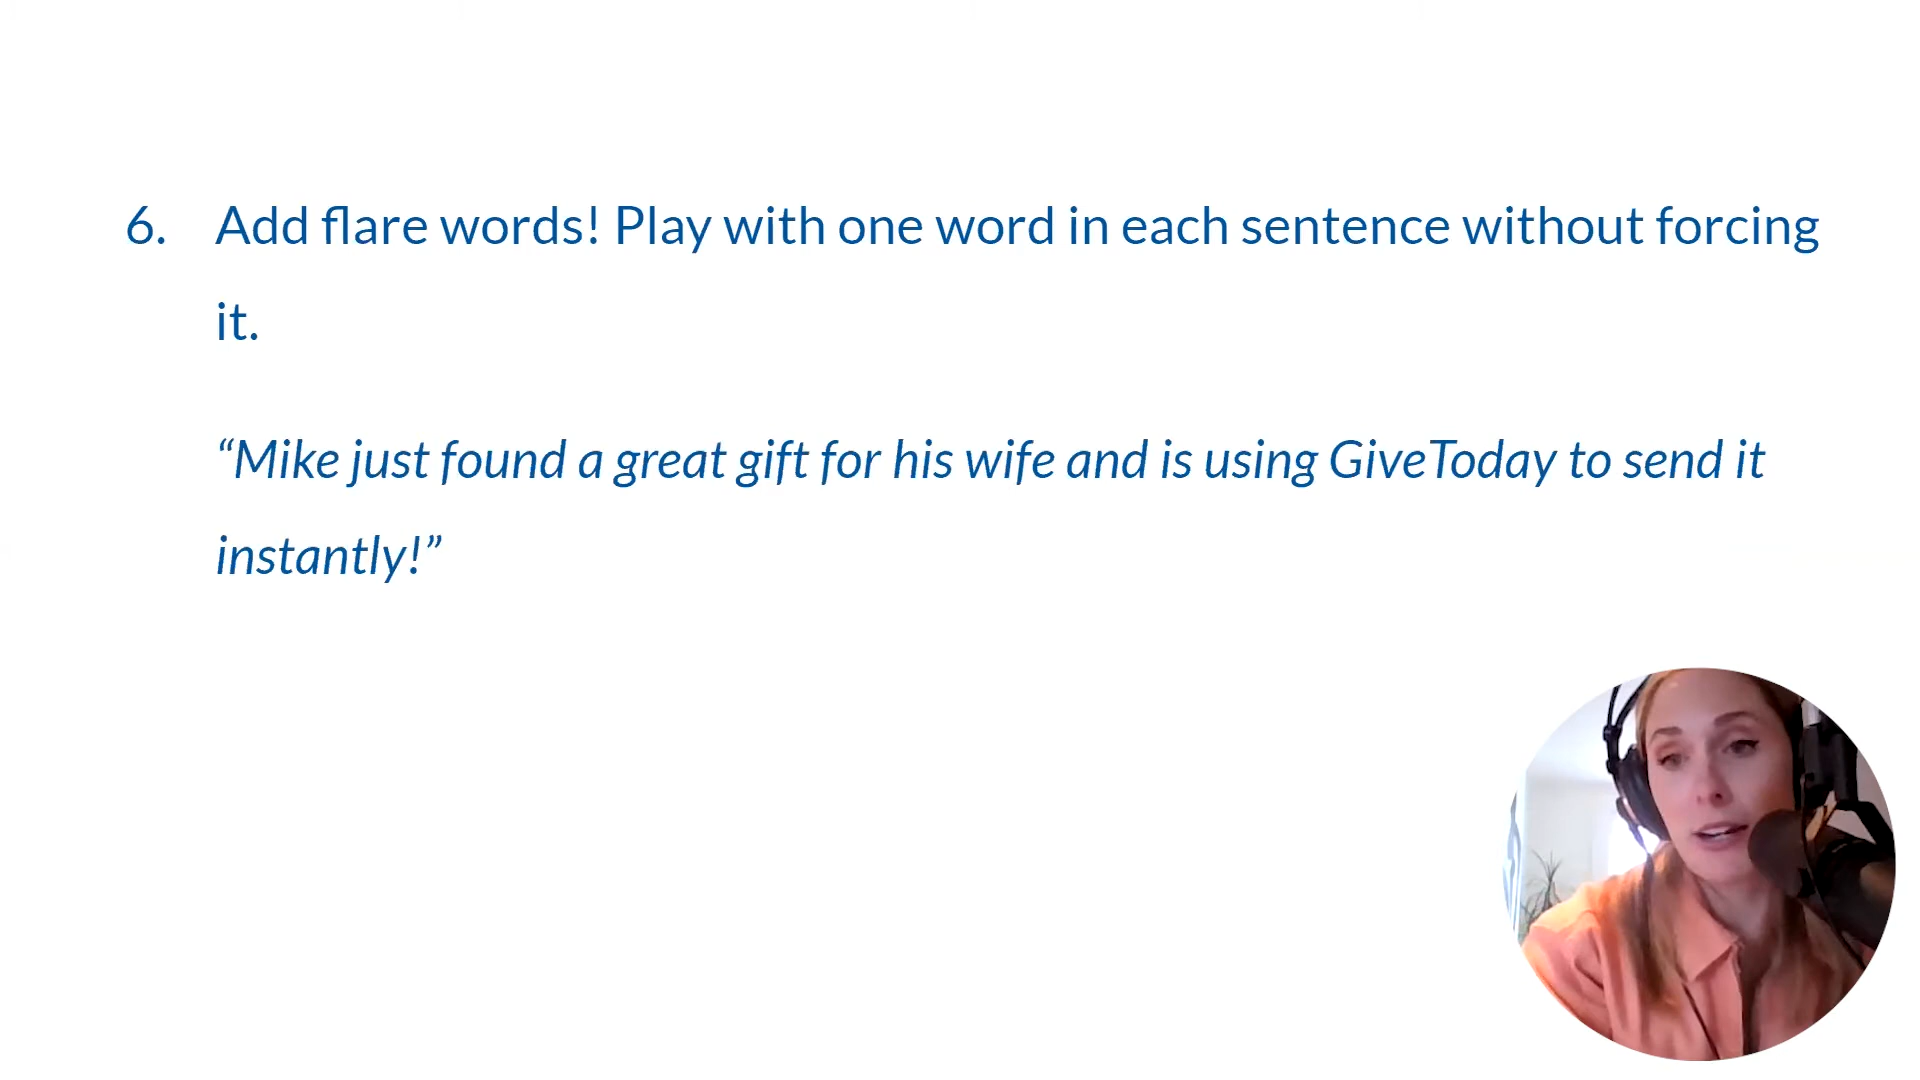 6. Add flare words! Play with one word in each sentence without forcing
it.
“Mike just found a great gift for his wife and is using GiveToday to send it
instantly!”